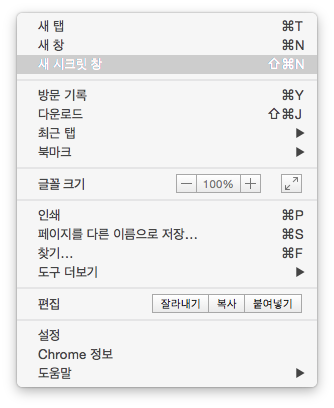 새 탭 ⌘T
새 창 ⌘N
새 시크릿 창 ⇧⌘N
방문 기록 ⌘Y
다운로드 ⇧⌘J
최근 탭 ▶
북마크 ▶
글꼴 크기 − 100% +
인쇄 ⌘P
페이지를 다른 이름으로 저장... ⌘S
찾기... ⌘F
도구 더보기 ▶
편집 잘라내기 복사 붙여넣기
설정
Chrome 정보
도움말 ▶